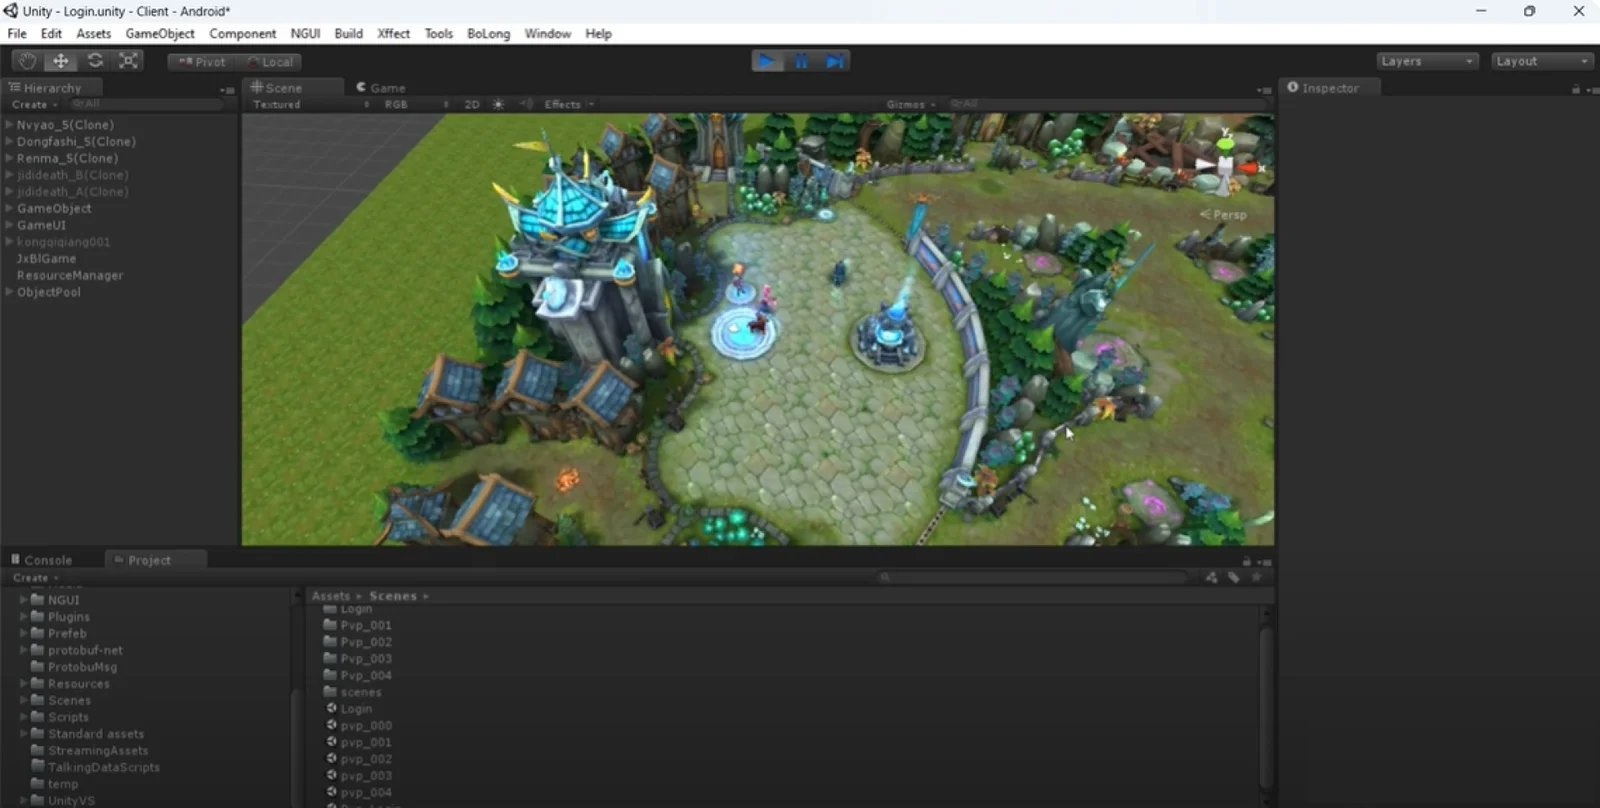 Unity - Login.unity - Client - Android*
File Edit Assets GameObject Component NGUI Build Xffect Tools BoLong Window Help
Pivot Local Layers Layout
Hierarchy Scene Game Inspector
Create All Textured RGB 2D Effects Gizmos All
Nvyao_5(Clone)
Dongfashi_5(Clone)
Renma_5(Clone)
jidideath_B(Clone)
jidideath_A(Clone)
GameObject
GameUI
kongqiqiang001
JxBlGame
ResourceManager
ObjectPool
Y
X
Persp
Console Project
Create
NGUI
Plugins
Prefeb
protobuf-net
ProtobuMsg
Resources
Scenes
Scripts
Standard assets
StreamingAssets
TalkingDataScripts
temp
UnityVS
Assets Scenes
Login
Pvp_001
Pvp_002
Pvp_003
Pvp_004
scenes
Login
pvp_000
pvp_001
pvp_002
pvp_003
pvp_004